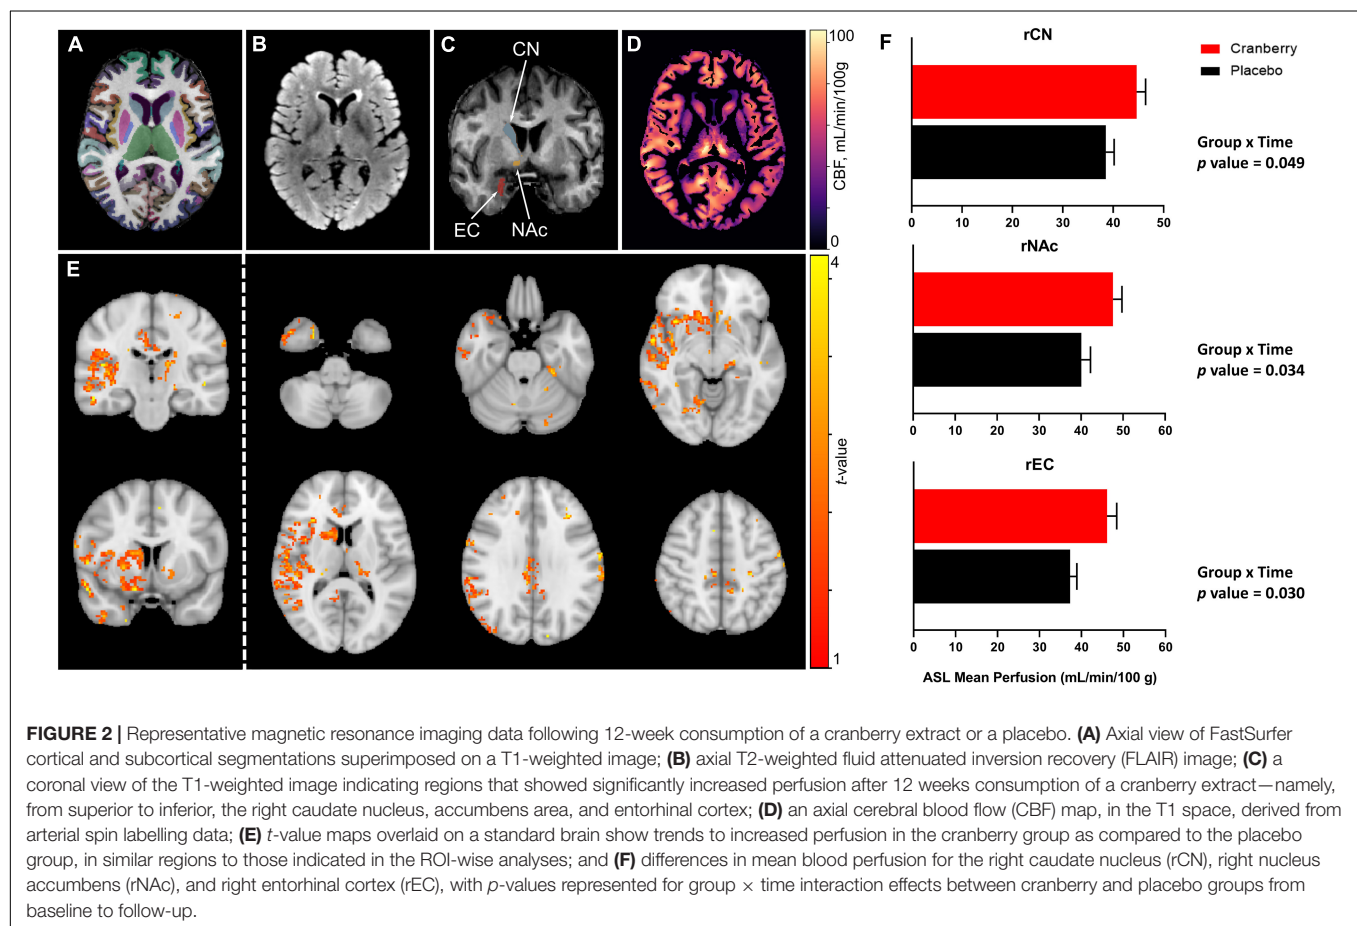 A
B
C
CN
EC
NAc
D
100
CBF, mL/min/100g
0
E
4
t-value
1
F
rCN
Cranberry
Placebo
Group x Time
p value = 0.049
0 10 20 30 40 50
rNAc
Group x Time
p value = 0.034
0 10 20 30 40 50 60
rEC
Group x Time
p value = 0.030
0 10 20 30 40 50 60
ASL Mean Perfusion (mL/min/100 g)
FIGURE 2 | Representative magnetic resonance imaging data following 12-week consumption of a cranberry extract or a placebo. (A) Axial view of FastSurfer
cortical and subcortical segmentations superimposed on a T1-weighted image; (B) axial T2-weighted fluid attenuated inversion recovery (FLAIR) image; (C) a
coronal view of the T1-weighted image indicating regions that showed significantly increased perfusion after 12 weeks consumption of a cranberry extract—namely,
from superior to inferior, the right caudate nucleus, accumbens area, and entorhinal cortex; (D) an axial cerebral blood flow (CBF) map, in the T1 space, derived from
arterial spin labelling data; (E) t-value maps overlaid on a standard brain show trends to increased perfusion in the cranberry group as compared to the placebo
group, in similar regions to those indicated in the ROI-wise analyses; and (F) differences in mean blood perfusion for the right caudate nucleus (rCN), right nucleus
accumbens (rNAc), and right entorhinal cortex (rEC), with p-values represented for group × time interaction effects between cranberry and placebo groups from
baseline to follow-up.